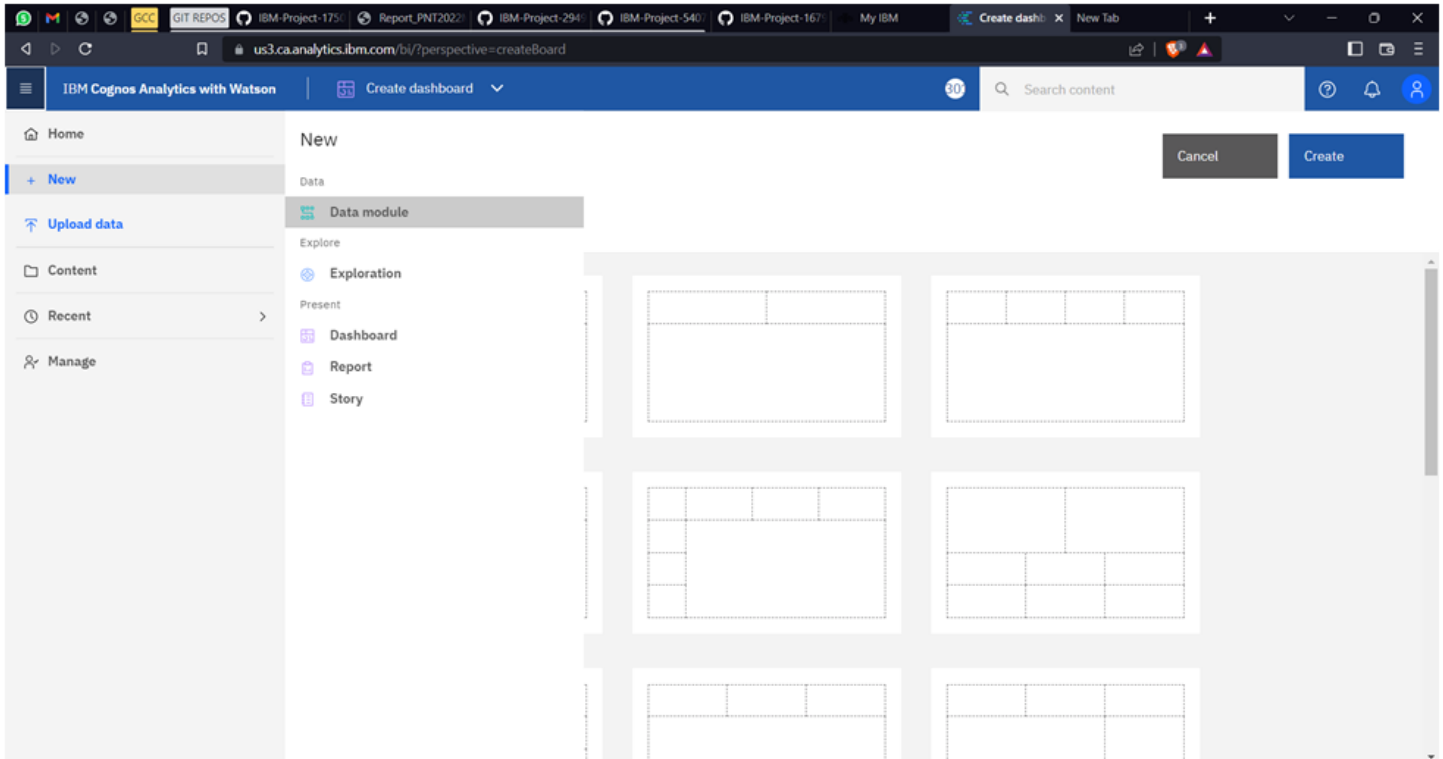 GCC GIT REPOS IBM-Project-1750 Report_PNT2022 IBM-Project-2949 IBM-Project-5407 IBM-Project-1679 My IBM Create dashb New Tab
us3.ca.analytics.ibm.com/bi/?perspective=createBoard
IBM Cognos Analytics with Watson Create dashboard Search content
Home
New
Upload data
Content
Recent
Manage
New
Data
Data module
Explore
Exploration
Present
Dashboard
Report
Story
Cancel
Create